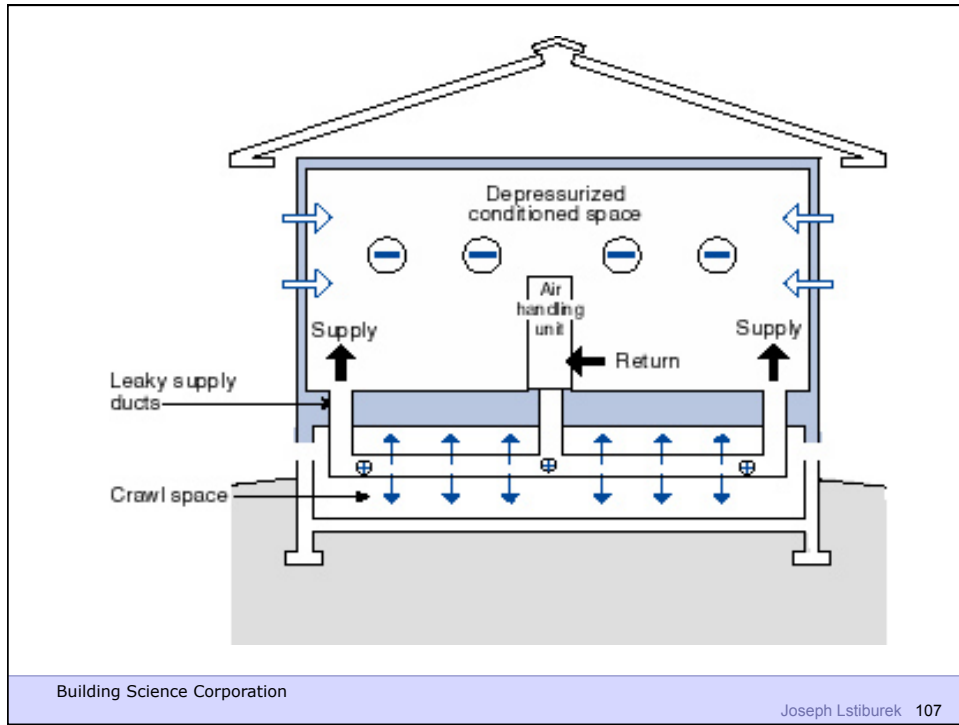 Depressurized
conditioned space
Air
handling
unit
Supply
Supply
Return
Leaky supply
ducts
Crawl space
Building Science Corporation
Joseph Lstiburek 107